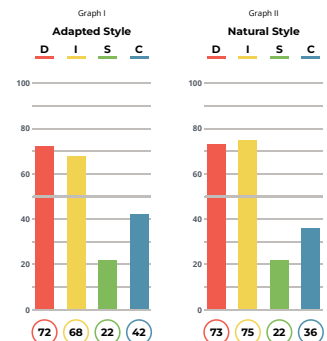 Graph I
Adapted Style
D I S C
100
80
60
40
20
0
72 68 22 42
Graph II
Natural Style
D I S C
100
80
60
40
20
0
73 75 22 36